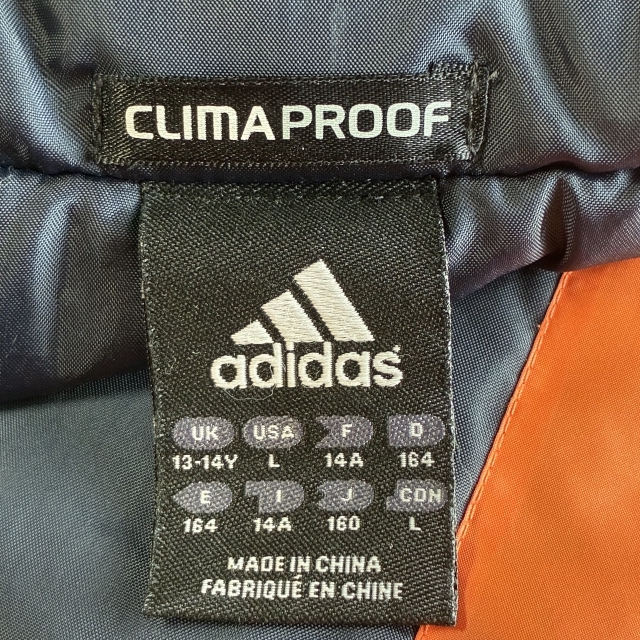 CLIMAPROOF
adidas
UK USA F D
13-14Y L 14A 164
E I J CDN
164 14A 160 L
MADE IN CHINA
FABRIQUÉ EN CHINE